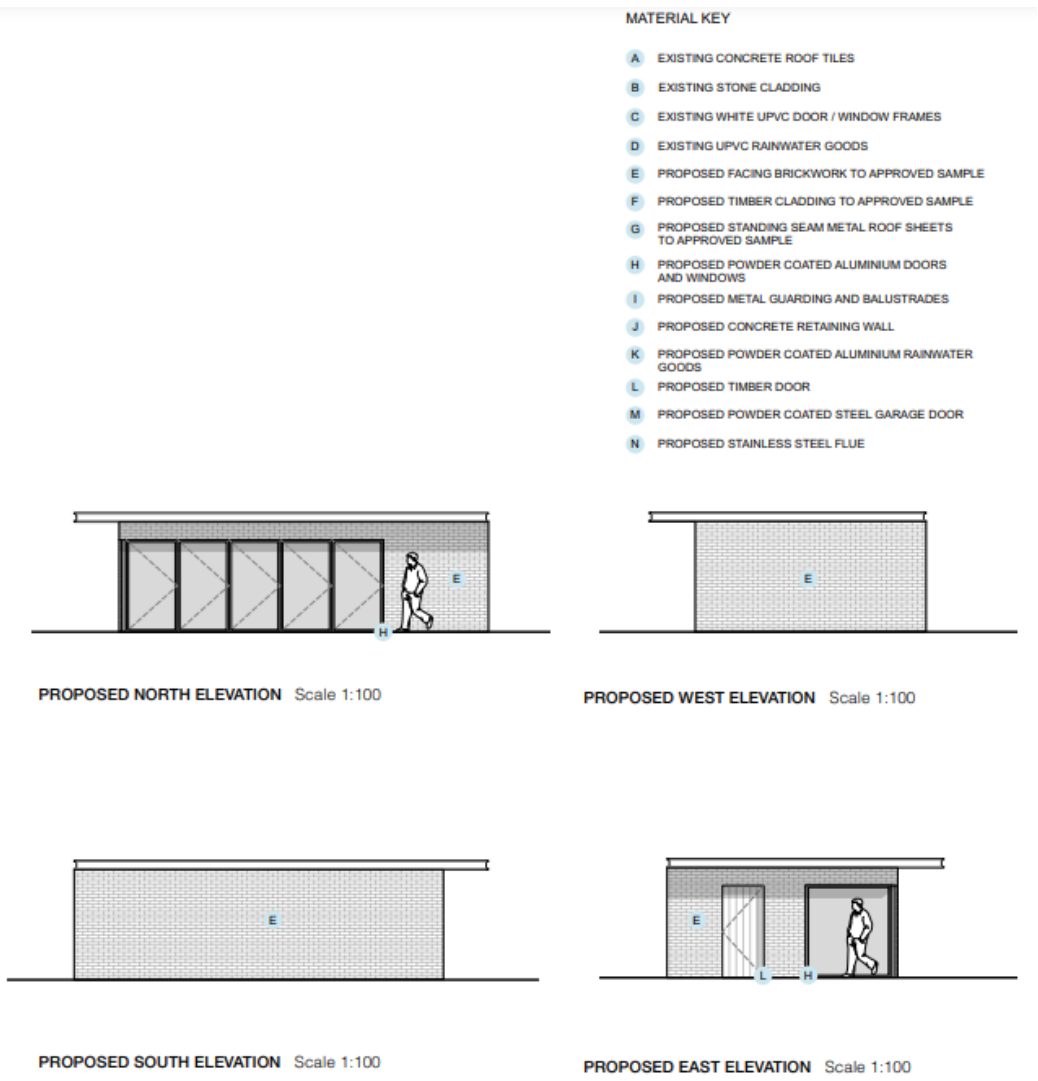 MATERIAL KEY
A EXISTING CONCRETE ROOF TILES
B EXISTING STONE CLADDING
C EXISTING WHITE UPVC DOOR / WINDOW FRAMES
D EXISTING UPVC RAINWATER GOODS
E PROPOSED FACING BRICKWORK TO APPROVED SAMPLE
F PROPOSED TIMBER CLADDING TO APPROVED SAMPLE
G PROPOSED STANDING SEAM METAL ROOF SHEETS
TO APPROVED SAMPLE
H PROPOSED POWDER COATED ALUMINIUM DOORS
AND WINDOWS
I PROPOSED METAL GUARDING AND BALUSTRADES
J PROPOSED CONCRETE RETAINING WALL
K PROPOSED POWDER COATED ALUMINIUM RAINWATER
GOODS
L PROPOSED TIMBER DOOR
M PROPOSED POWDER COATED STEEL GARAGE DOOR
N PROPOSED STAINLESS STEEL FLUE
E
H
E
PROPOSED NORTH ELEVATION Scale 1:100
PROPOSED WEST ELEVATION Scale 1:100
E
E
L
H
PROPOSED SOUTH ELEVATION Scale 1:100
PROPOSED EAST ELEVATION Scale 1:100